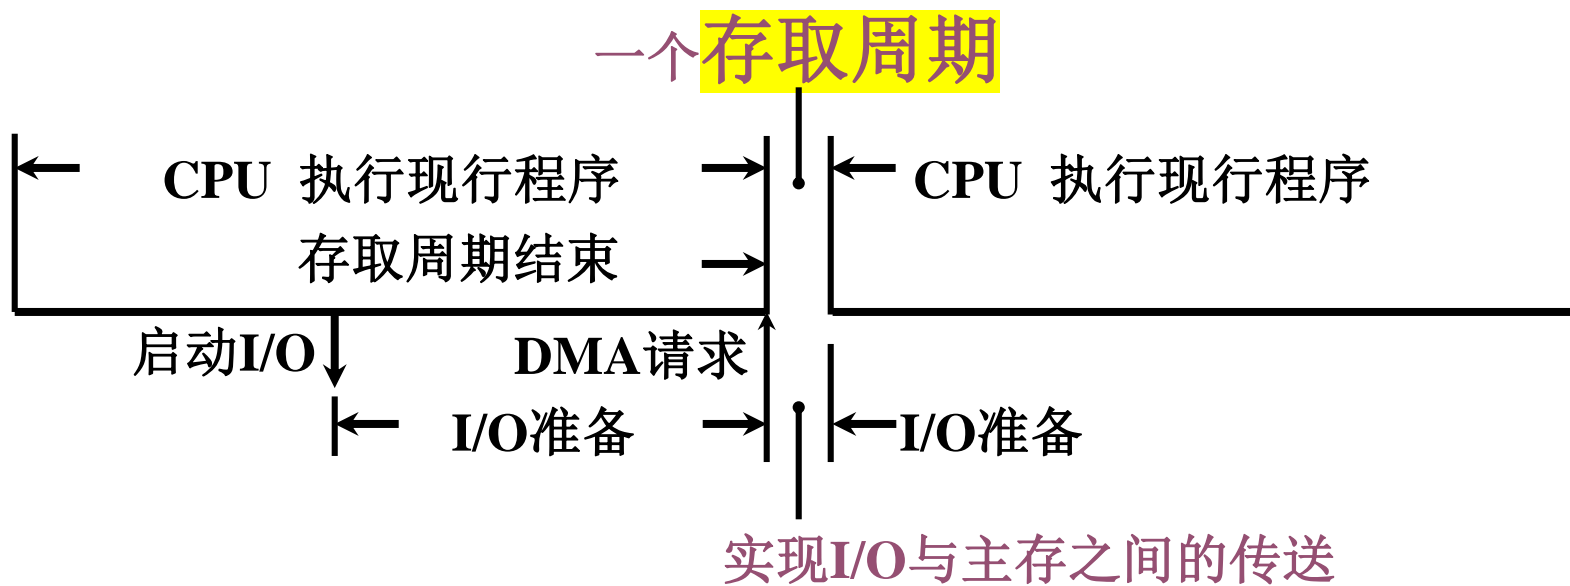 一个存取周期
CPU 执行现行程序 CPU 执行现行程序
存取周期结束
启动I/O DMA请求
I/O准备 I/O准备
实现I/O与主存之间的传送